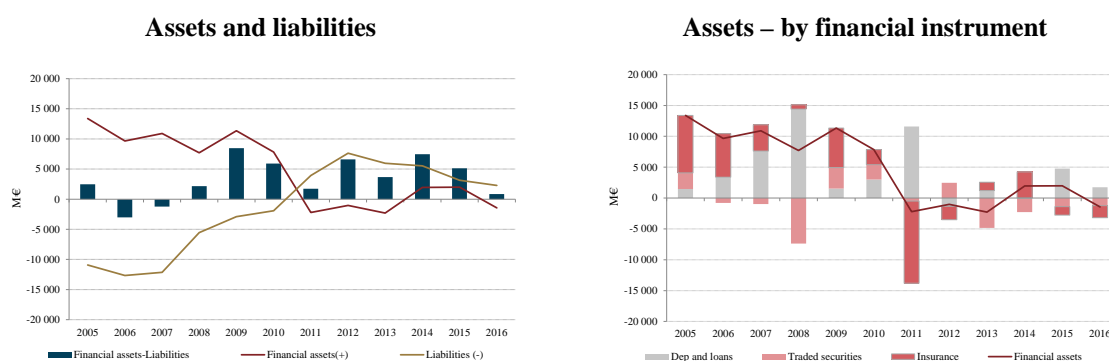 Assets and liabilities
20 000
15 000
10 000
5 000
0
-5 000
-10 000
-15 000
-20 000
M€
2005 2006 2007 2008 2009 2010 2011 2012 2013 2014 2015 2016
Financial assets-Liabilities Financial assets(+) Liabilities (-)
Assets – by financial instrument
20 000
15 000
10 000
5 000
0
-5 000
-10 000
-15 000
-20 000
M€
2005 2006 2007 2008 2009 2010 2011 2012 2013 2014 2015 2016
Dep and loans Traded securities Insurance Financial assets